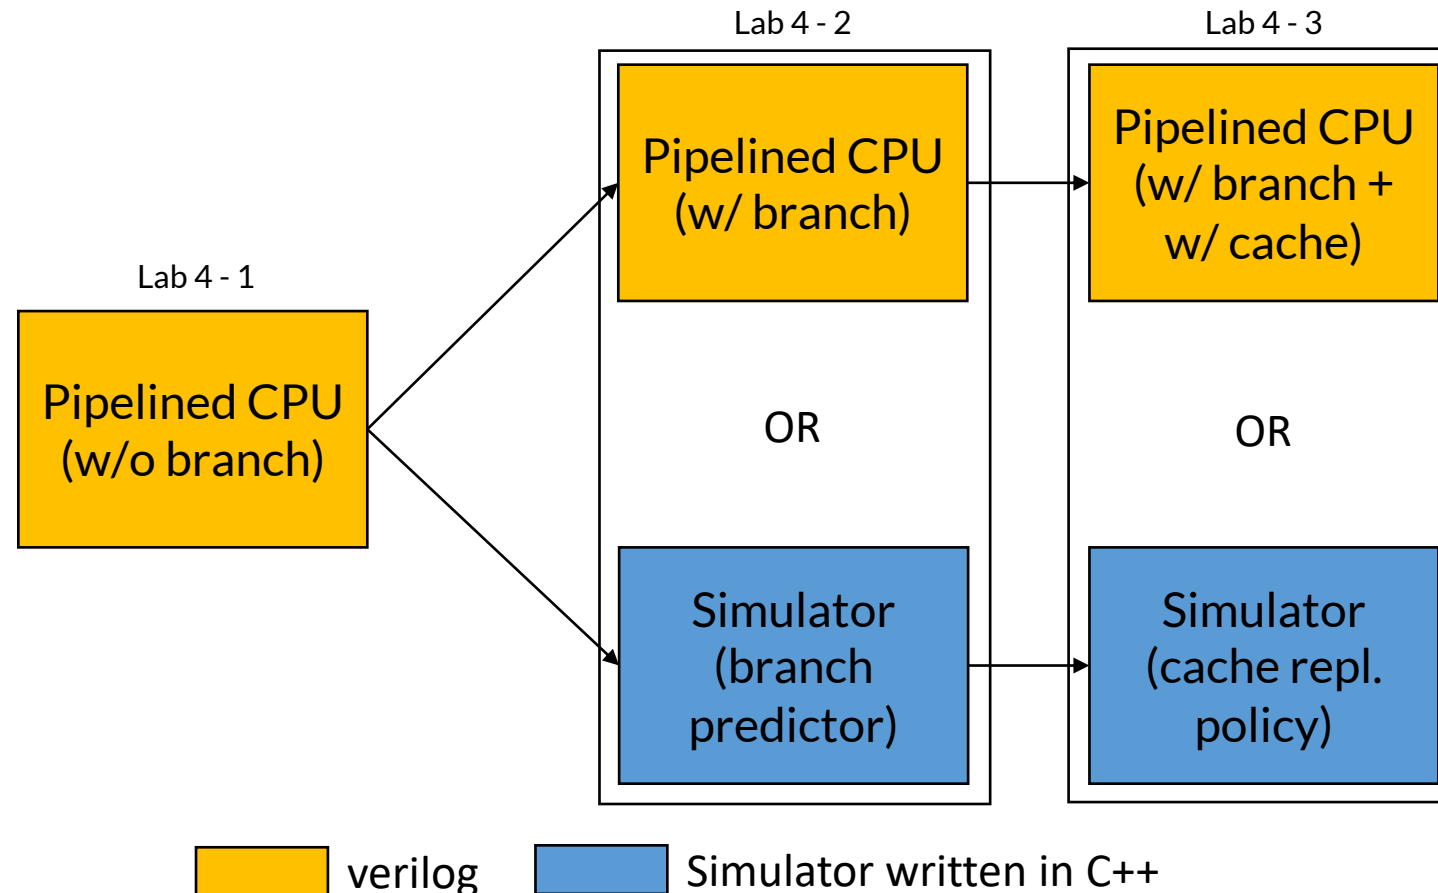 Lab 4 - 2
Lab 4 - 3
Pipelined CPU
(w/ branch)
Pipelined CPU
(w/ branch +
w/ cache)
Lab 4 - 1
Pipelined CPU
(w/o branch)
OR
OR
Simulator
(branch
predictor)
Simulator
(cache repl.
policy)
verilog
Simulator written in C++